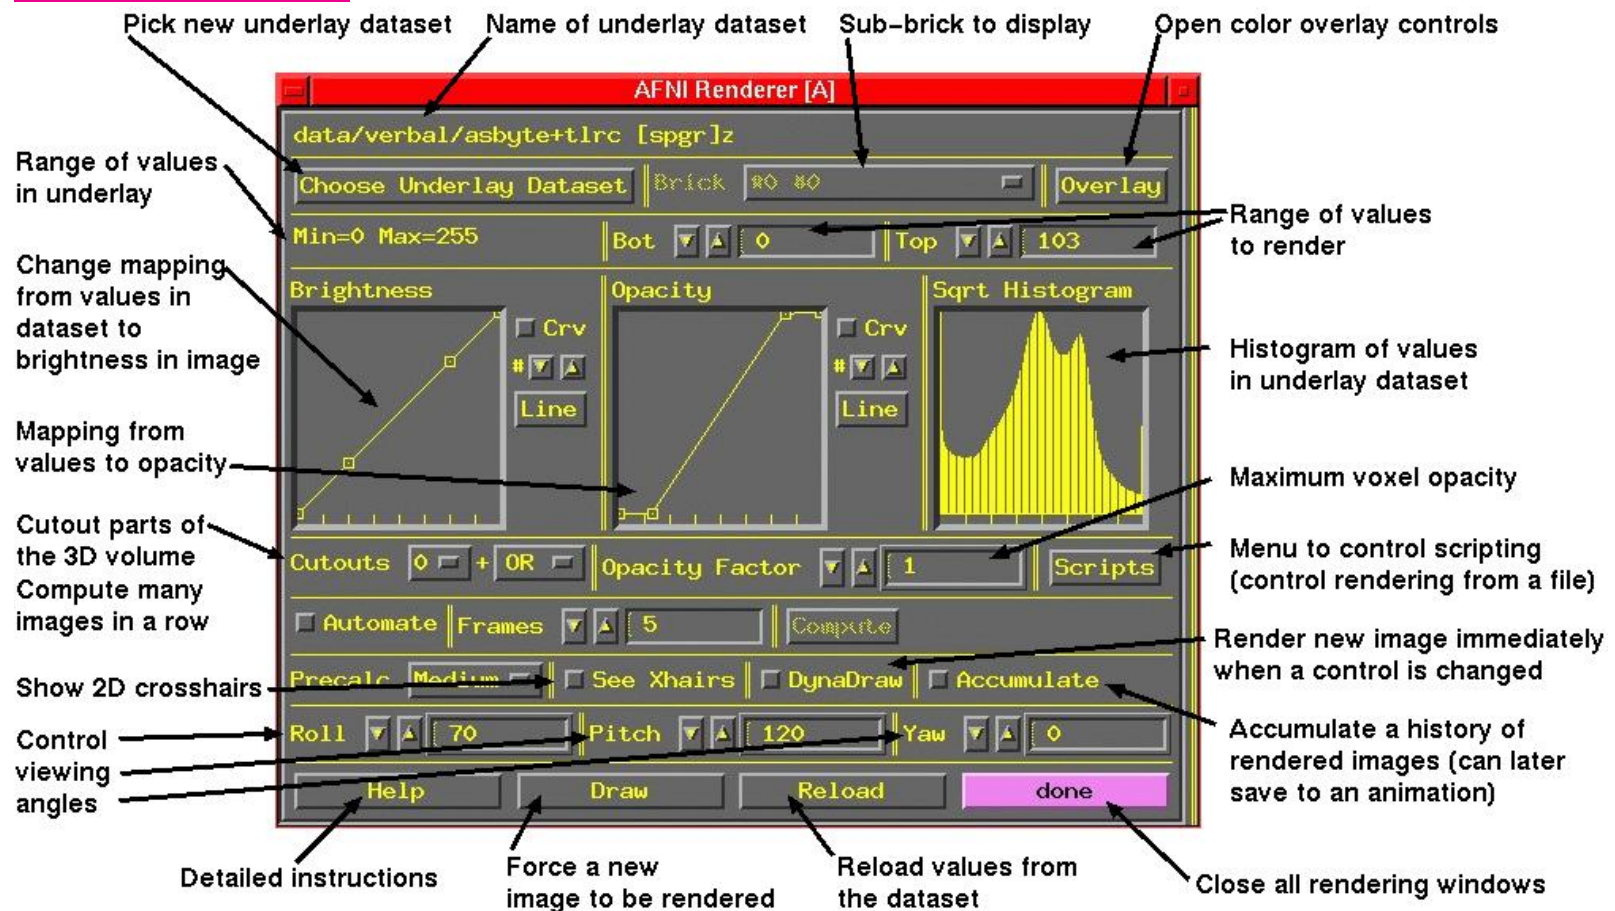 Pick new underlay dataset
Name of underlay dataset
Sub-brick to display
Open color overlay controls
AFNI Renderer [A]
data/verbal/asbyte+tlrc [spgr]z
Range of values
in underlay
Choose Underlay Dataset
Brick
#0 #0
Overlay
Range of values
to render
Min=0 Max=255
Bot
0
Top
103
Change mapping
from values in
dataset to
brightness in image
Brightness
Crv
#
Line
Opacity
Crv
#
Line
Sqrt Histogram
Histogram of values
in underlay dataset
Mapping from
values to opacity
Maximum voxel opacity
Cutout parts of
the 3D volume
Cutouts
0
+
OR
Opacity Factor
1
Scripts
Menu to control scripting
(control rendering from a file)
Compute many
images in a row
Automate
Frames
5
Compute
Render new image immediately
when a control is changed
Show 2D crosshairs
Precalc
Medium
See Xhairs
DynaDraw
Accumulate
Accumulate a history of
rendered images (can later
save to an animation)
Control
viewing
angles
Roll
70
Pitch
120
Yaw
0
Help
Draw
Reload
done
Detailed instructions
Force a new
image to be rendered
Reload values from
the dataset
Close all rendering windows